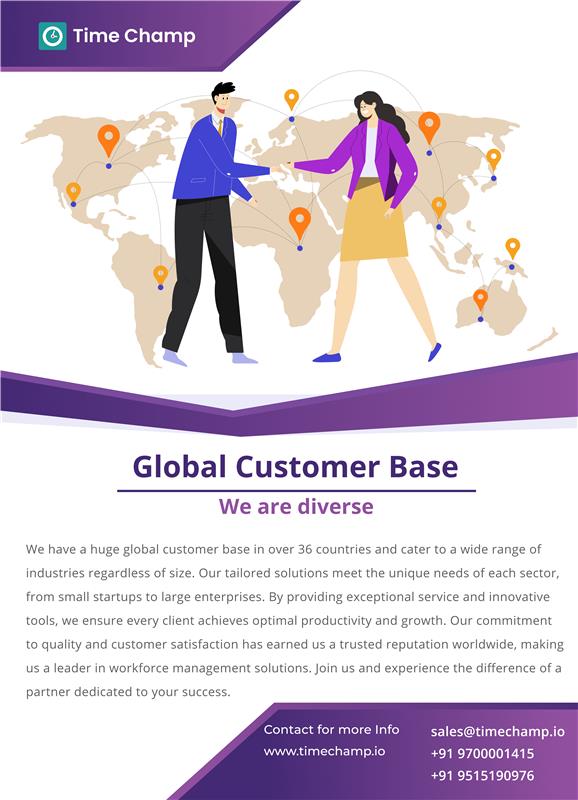 Time Champ
Global Customer Base
We are diverse
We have a huge global customer base in over 36 countries and cater to a wide range of
industries regardless of size. Our tailored solutions meet the unique needs of each sector,
from small startups to large enterprises. By providing exceptional service and innovative
tools, we ensure every client achieves optimal productivity and growth. Our commitment
to quality and customer satisfaction has earned us a trusted reputation worldwide, making
us a leader in workforce management solutions. Join us and experience the difference of a
partner dedicated to your success.
Contact for more Info
www.timechamp.io
sales@timechamp.io
+91 9700001415
+91 9515190976